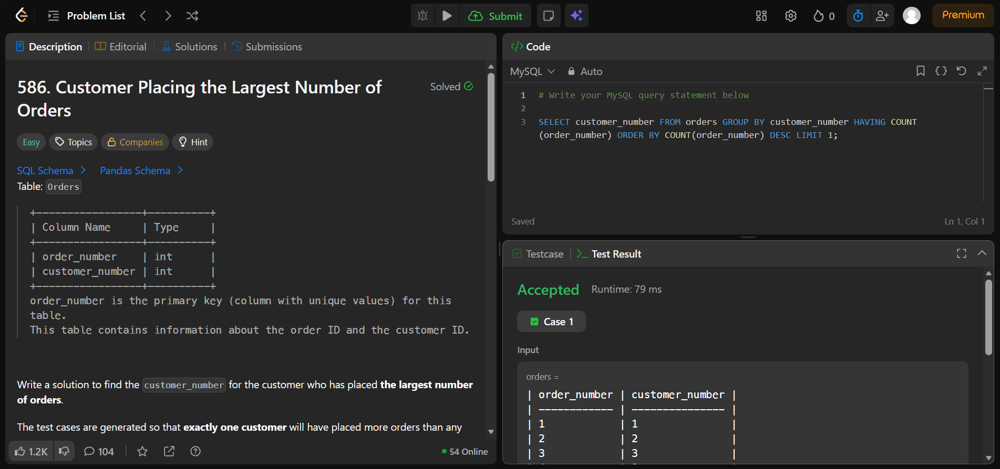 Problem List
Submit
0
Premium
Description
Editorial
Solutions
Submissions
586. Customer Placing the Largest Number of
Orders
Solved
Easy
Topics
Companies
Hint
SQL Schema
Pandas Schema
Table: Orders
+-----------------+----------+
| Column Name     | Type     |
+-----------------+----------+
| order_number    | int      |
| customer_number | int      |
+-----------------+----------+
order_number is the primary key (column with unique values) for this
table.
This table contains information about the order ID and the customer ID.
Write a solution to find the customer_number for the customer who has placed the largest number
of orders.
The test cases are generated so that exactly one customer will have placed more orders than any
1.2K
104
54 Online
Code
MySQL
Auto
1 # Write your MySQL query statement below
2
3 SELECT customer_number FROM orders GROUP BY customer_number HAVING COUNT
(order_number) ORDER BY COUNT(order_number) DESC LIMIT 1;
Saved
Ln 1, Col 1
Testcase
Test Result
Accepted
Runtime: 79 ms
Case 1
Input
orders =
| order_number | customer_number |
| ------------ | --------------- |
| 1            | 1               |
| 2            | 2               |
| 3            | 3               |